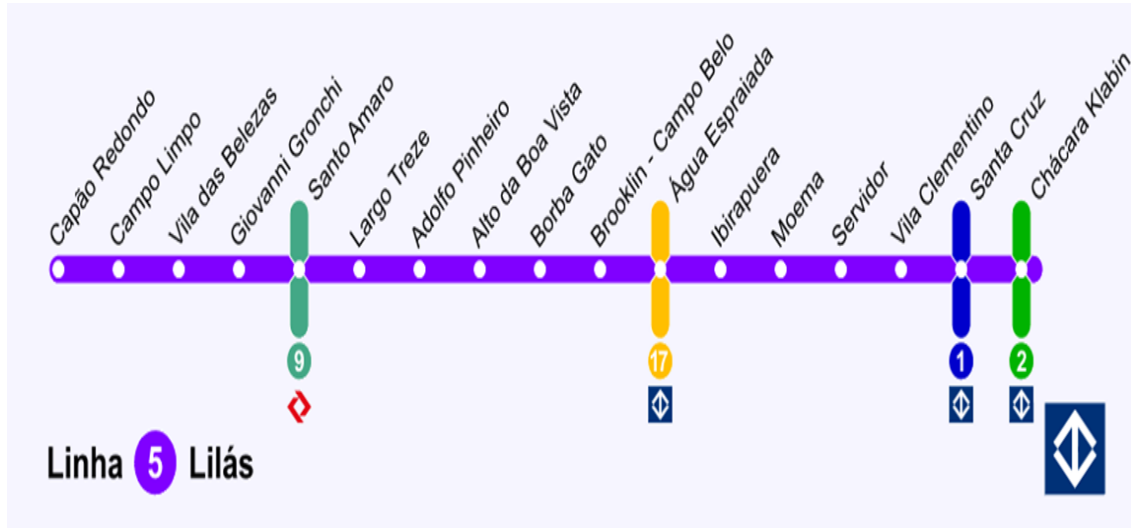 Capão Redondo
Campo Limpo
Vila das Belezas
Giovanni Gronchi
Santo Amaro
Largo Treze
Adolfo Pinheiro
Alto da Boa Vista
Borba Gato
Brooklin - Campo Belo
Água Espraiada
Ibirapuera
Moema
Servidor
Vila Clementino
Santa Cruz
Chácara Klabin
9
17
1
2
Linha 5 Lilás